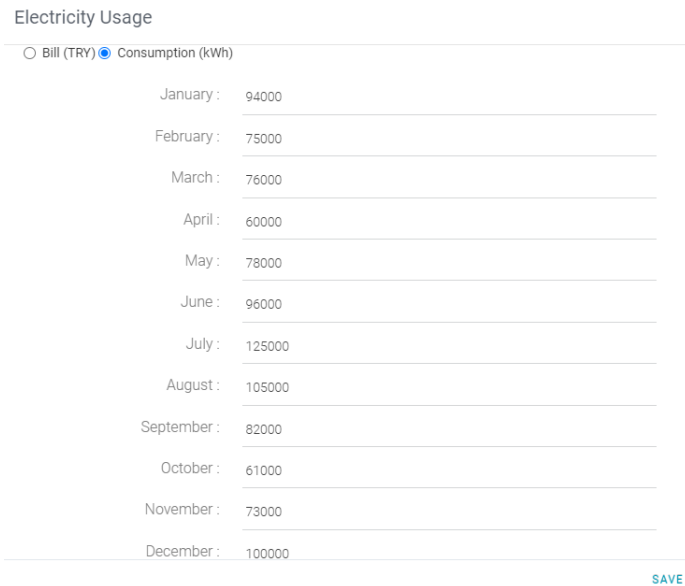 Electricity Usage
Bill (TRY) Consumption (kWh)
January : 94000
February : 75000
March : 76000
April : 60000
May : 78000
June : 96000
July : 125000
August : 105000
September : 82000
October : 61000
November : 73000
December : 100000
SAVE